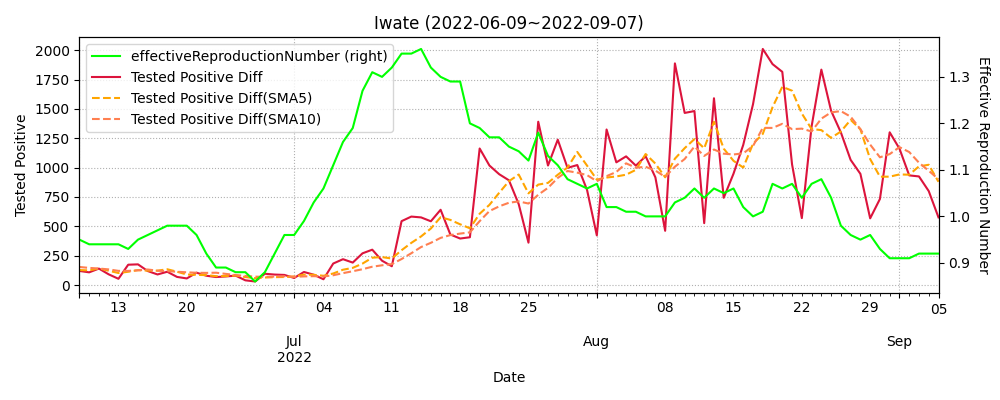 Iwate (2022-06-09~2022-09-07)
effectiveReproductionNumber (right)
Tested Positive Diff
Tested Positive Diff(SMA5)
Tested Positive Diff(SMA10)
Tested Positive
2000
1750
1500
1250
1000
750
500
250
0
Effective Reproduction Number
1.3
1.2
1.1
1.0
0.9
13 20 27 04 11 18 25 08 15 22 29 05
Jul Aug Sep
2022
Date